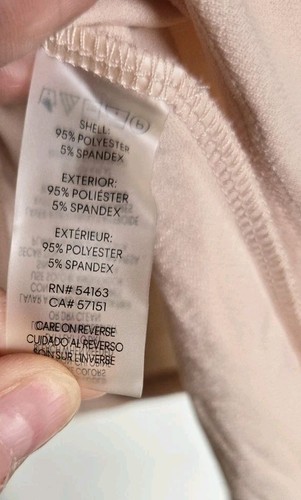 SHELL:
95% POLYESTER
5% SPANDEX
EXTERIOR:
95% POLIÉSTER
5% SPANDEX
EXTÉRIEUR:
95% POLYESTER
5% SPANDEX
RN# 54163
CA# 57151
CARE ON REVERSE
CUIDADO AL REVERSO
SOIN SUR L'INVERSE